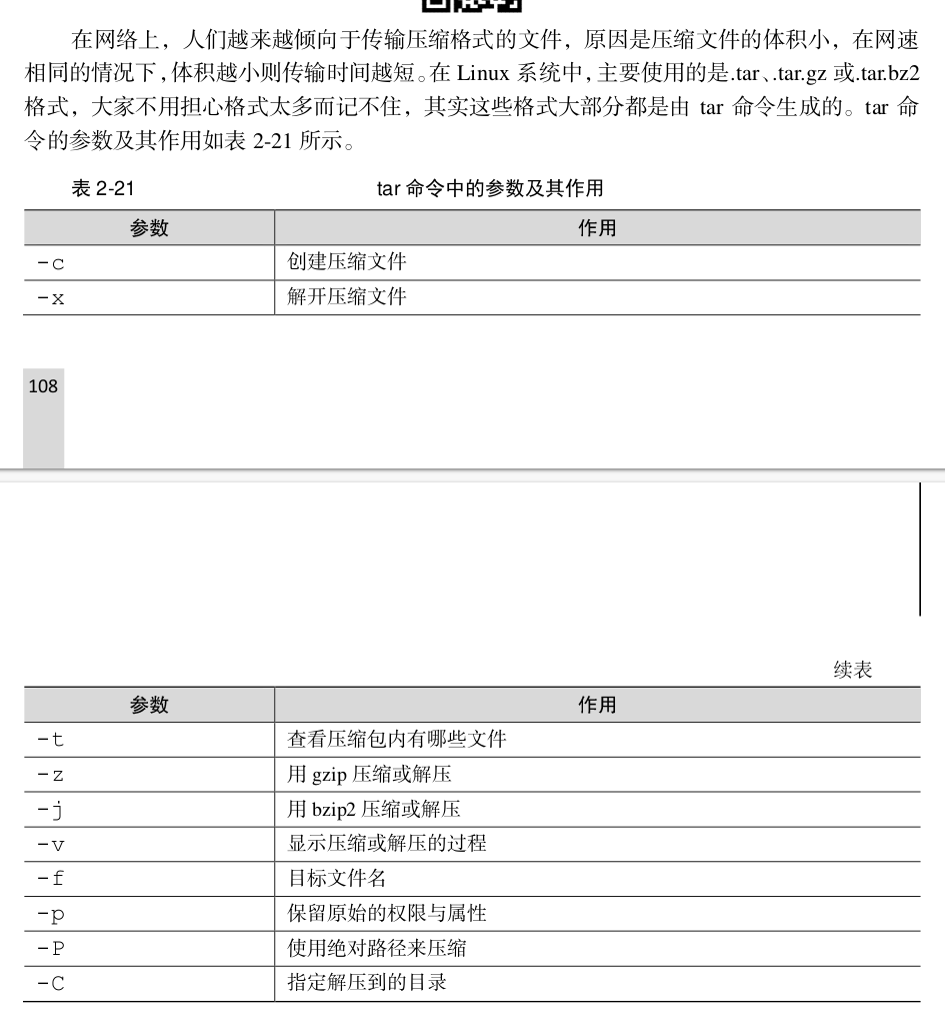 在网络上，人们越来越倾向于传输压缩格式的文件，原因是压缩文件的体积小，在网速
相同的情况下，体积越小则传输时间越短。在 Linux 系统中，主要使用的是.tar、.tar.gz 或.tar.bz2
格式，大家不用担心格式太多而记不住，其实这些格式大部分都是由 tar 命令生成的。tar 命
令的参数及其作用如表 2-21 所示。
表 2-21 tar 命令中的参数及其作用
参数 作用
-c 创建压缩文件
-x 解开压缩文件
108
续表
参数 作用
-t 查看压缩包内有哪些文件
-z 用 gzip 压缩或解压
-j 用 bzip2 压缩或解压
-v 显示压缩或解压的过程
-f 目标文件名
-p 保留原始的权限与属性
-P 使用绝对路径来压缩
-C 指定解压到的目录